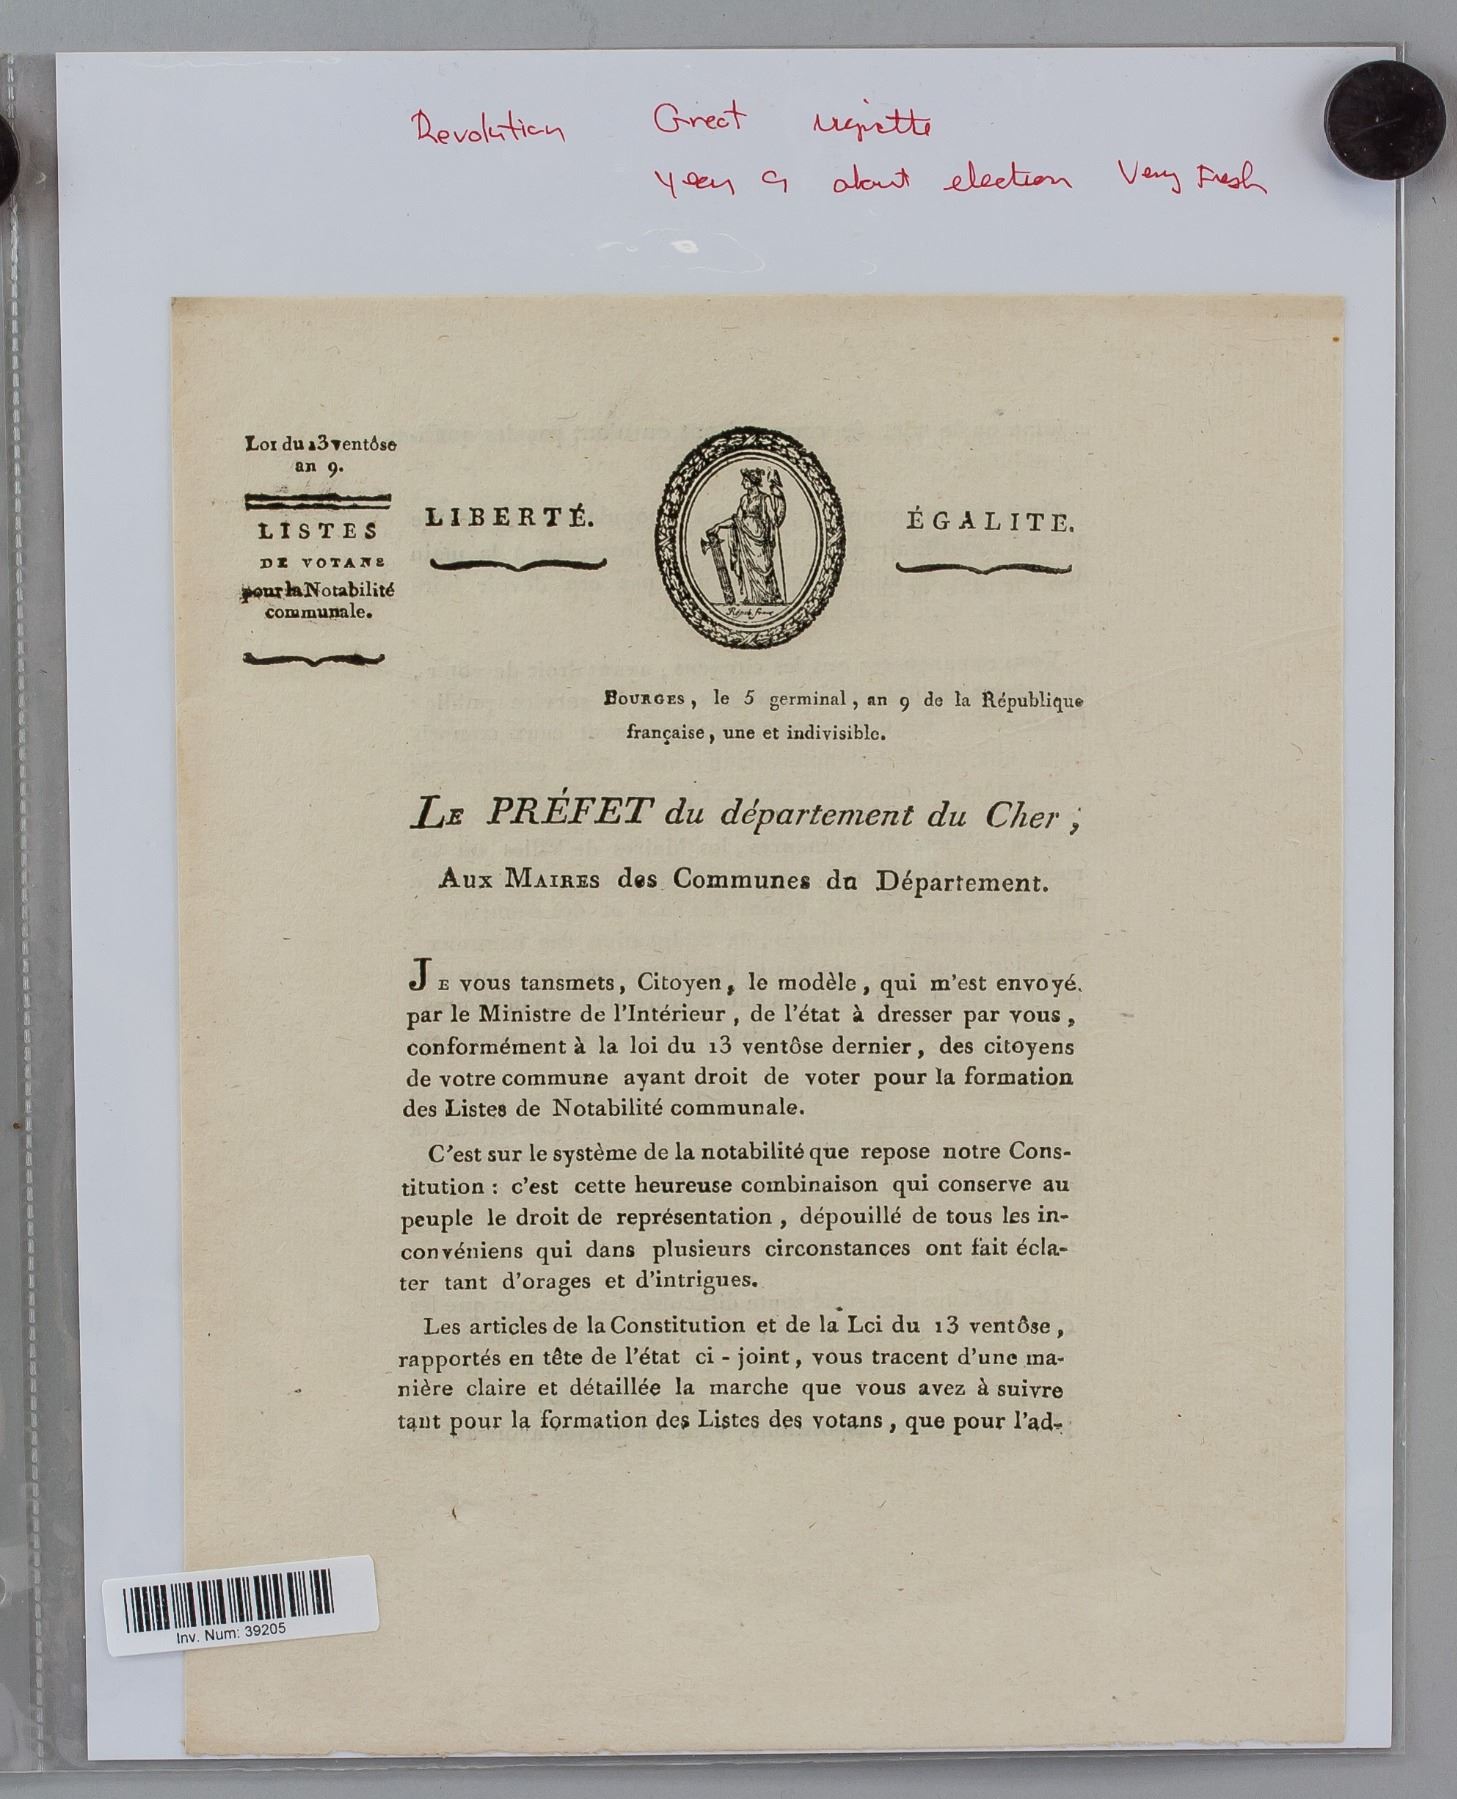 Revolution Great vignette
year 9 about election Very Fresh
Loi du 13 ventôse
an 9.
LISTES
DE VOTANS
pour la Notabilité
communale.
LIBERTÉ.
Répub. franç.
ÉGALITE.
BOURGES, le 5 germinal, an 9 de la République
française, une et indivisible.
LE PRÉFET du département du Cher;
AUX MAIRES des Communes du Département.
JE vous tansmets, Citoyen, le modèle, qui m'est envoyé
par le Ministre de l'Intérieur, de l'état à dresser par vous,
conformément à la loi du 13 ventôse dernier, des citoyens
de votre commune ayant droit de voter pour la formation
des Listes de Notabilité communale.
C'est sur le système de la notabilité que repose notre Cons-
titution : c'est cette heureuse combinaison qui conserve au
peuple le droit de représentation, dépouillé de tous les in-
convéniens qui dans plusieurs circonstances ont fait écla-
ter tant d'orages et d'intrigues.
Les articles de la Constitution et de la Loi du 13 ventôse,
rapportés en tête de l'état ci-joint, vous tracent d'une ma-
nière claire et détaillée la marche que vous avez à suivre
tant pour la formation des Listes des votans, que pour l'ad-
Inv. Num: 39205